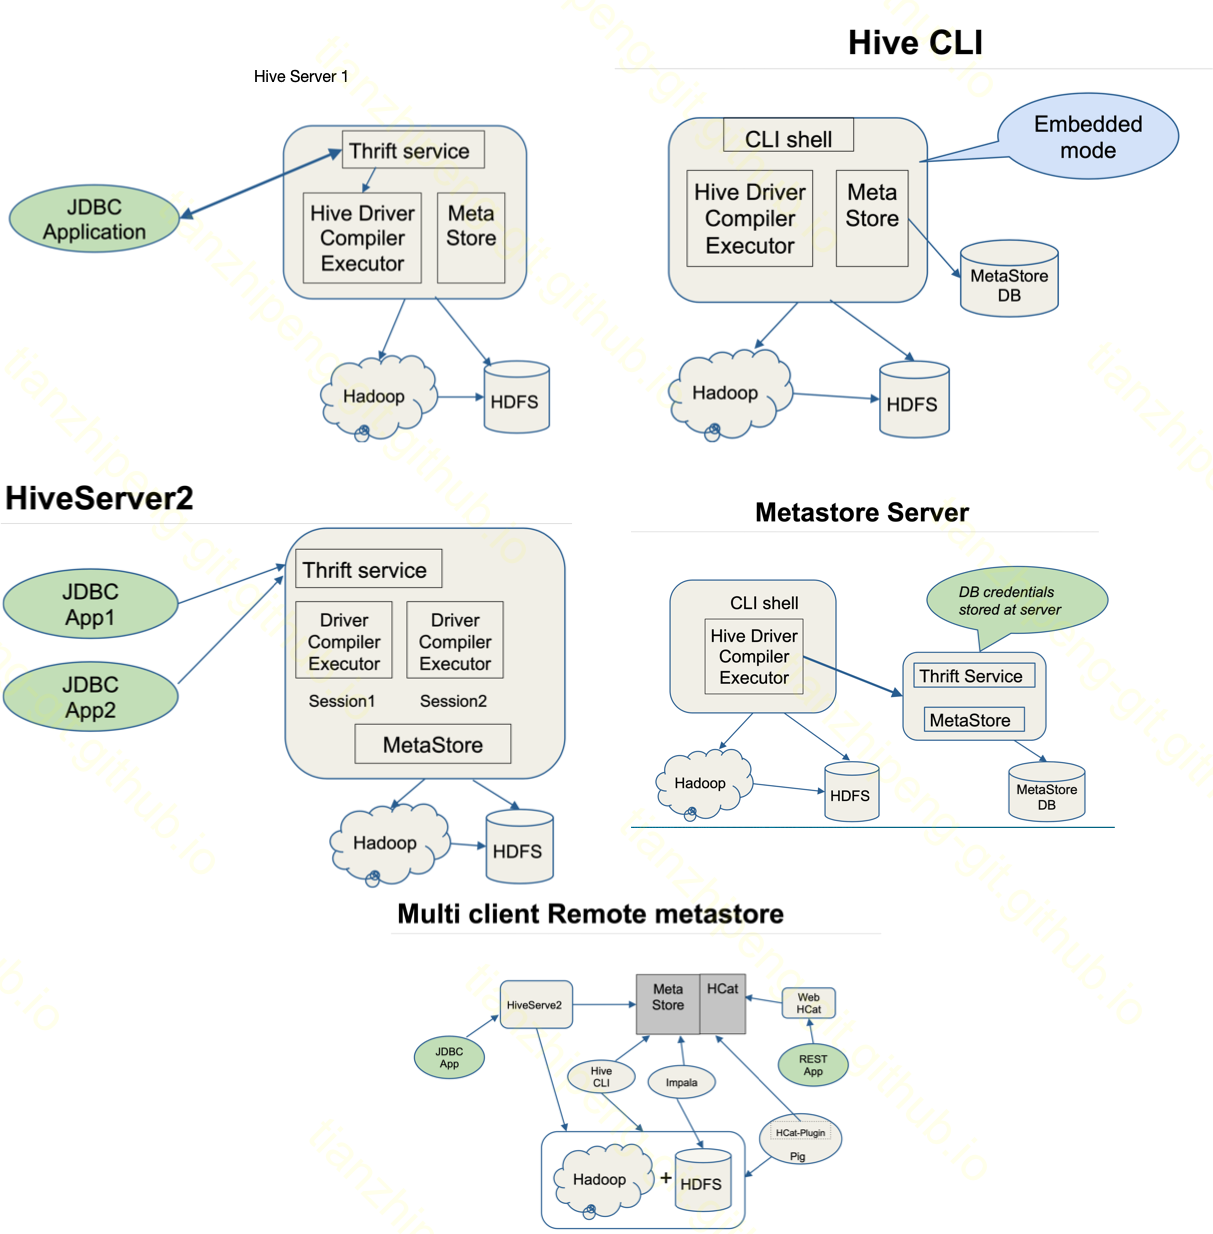 Hive Server 1
Thrift service
JDBC
Application
Hive Driver
Compiler
Executor
Meta
Store
Hadoop
HDFS
Hive CLI
CLI shell
Embedded
mode
Hive Driver
Compiler
Executor
Meta
Store
MetaStore
DB
Hadoop
HDFS
HiveServer2
JDBC
App1
JDBC
App2
Thrift service
Driver
Compiler
Executor
Driver
Compiler
Executor
Session1
Session2
MetaStore
Hadoop
HDFS
Metastore Server
CLI shell
Hive Driver
Compiler
Executor
DB credentials
stored at server
Thrift Service
MetaStore
MetaStore
DB
Hadoop
HDFS
Multi client Remote metastore
HiveServe2
Meta
Store
HCat
Web
HCat
JDBC
App
Hive
CLI
Impala
REST
App
HCat-Plugin
Pig
Hadoop
+
HDFS
tianzhipeng-git.github.io